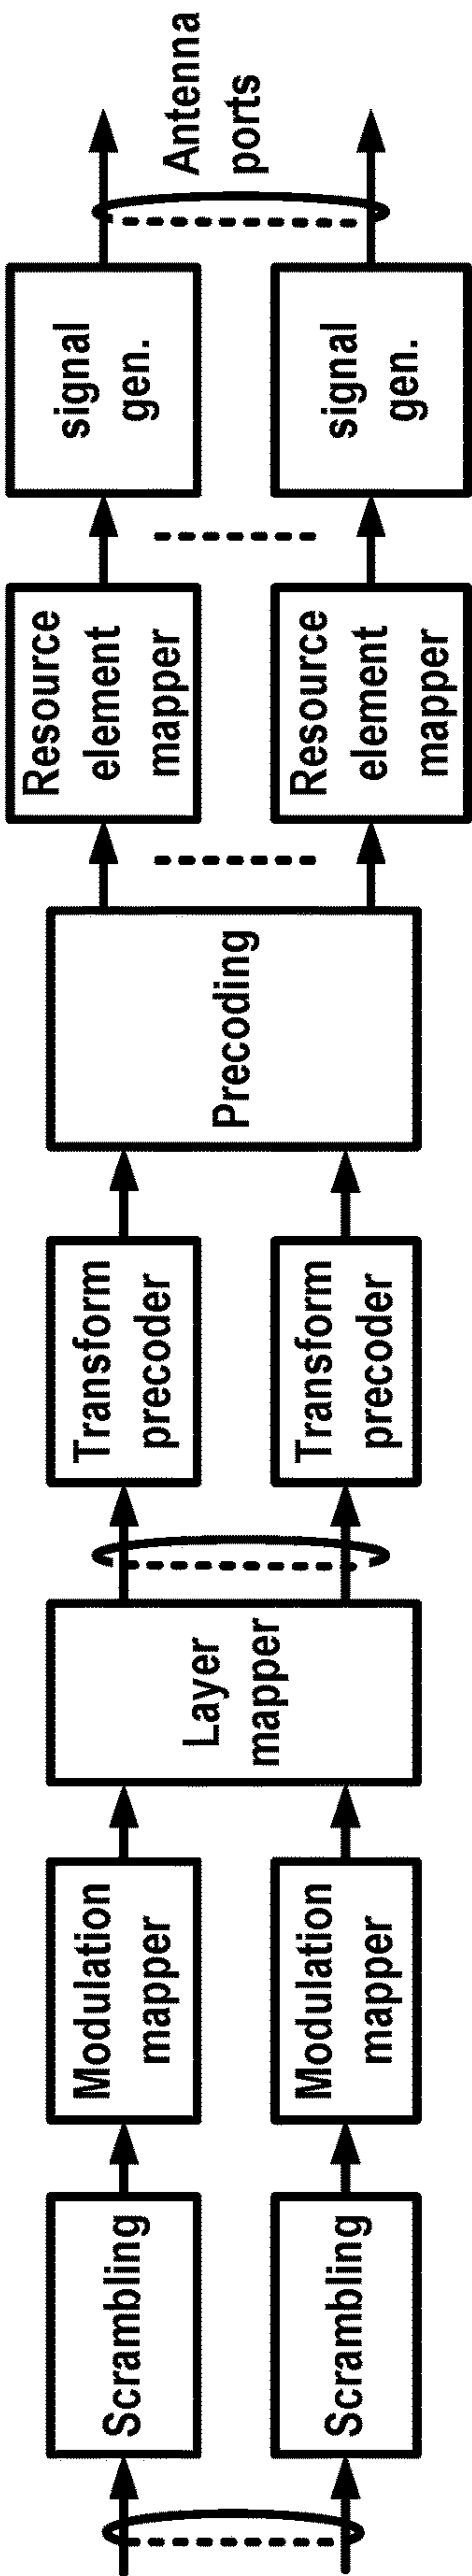 Scrambling
Scrambling
Modulation
mapper
Modulation
mapper
Layer
mapper
Transform
precoder
Transform
precoder
Precoding
Resource
element
mapper
Resource
element
mapper
signal
gen.
signal
gen.
Antenna
ports